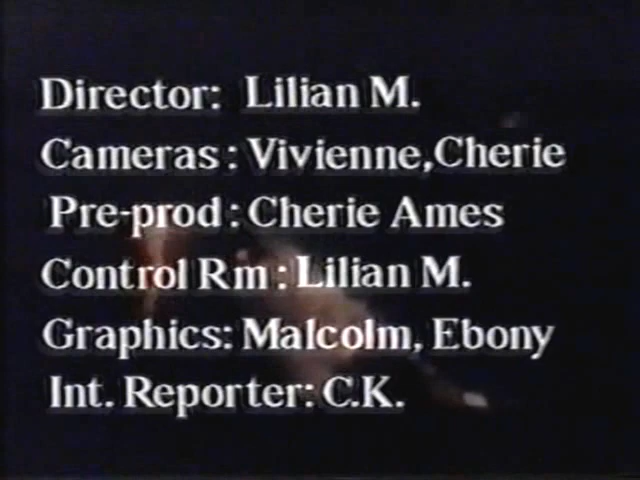 Director: Lilian M.
Cameras: Vivienne,Cherie
Pre-prod: Cherie Ames
Control Rm: Lilian M.
Graphics: Malcolm, Ebony
Int. Reporter: C.K.